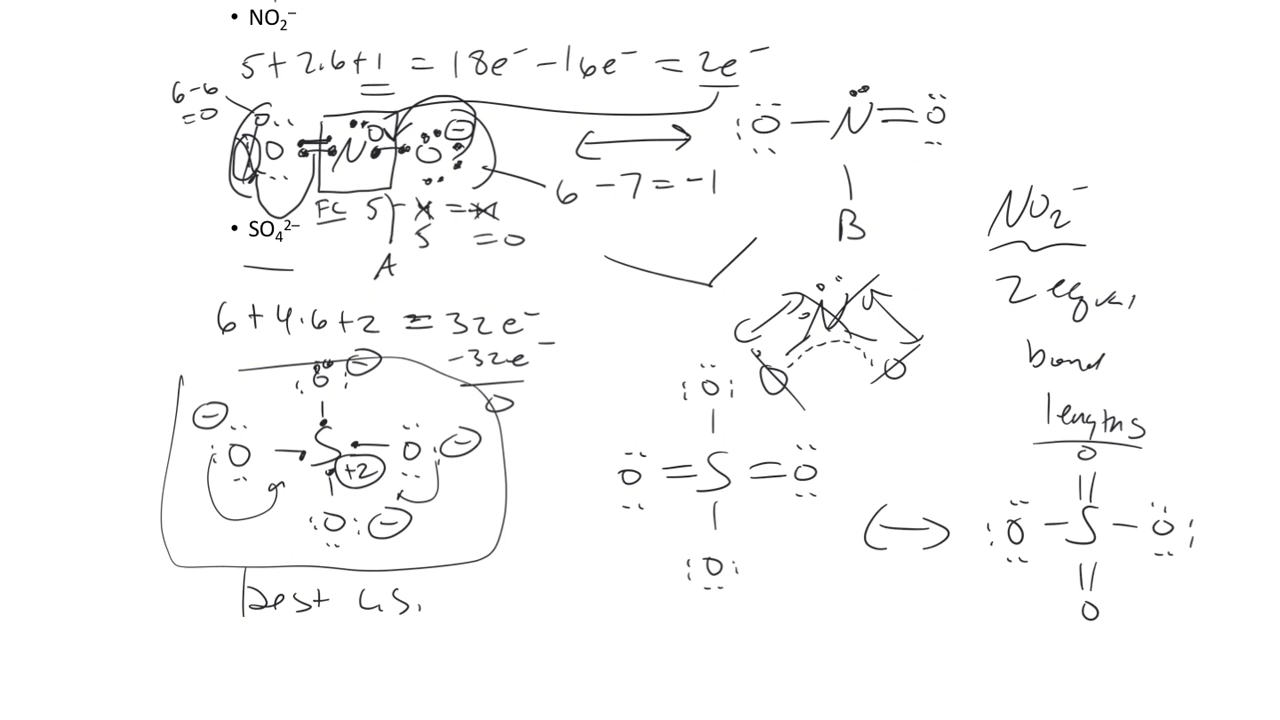 • NO₂⁻
5+2.6+1 = 18e⁻ -16e⁻ = 2e⁻
6-6
=0
O = N - O ⊖
:O - N = O
6 - 7 = -1
FC 5 - X =
5 = 0
A
B
• SO₄²⁻
NO₂⁻
2 equal
bond
lengths
6+4.6+2 = 32e⁻
-32e⁻
0
N
O O
O ⊖
⊖ O - S - O ⊖
+2
O ⊖
best L.S.
:O:
O = S = O
:O:
O
:O - S - O:
O